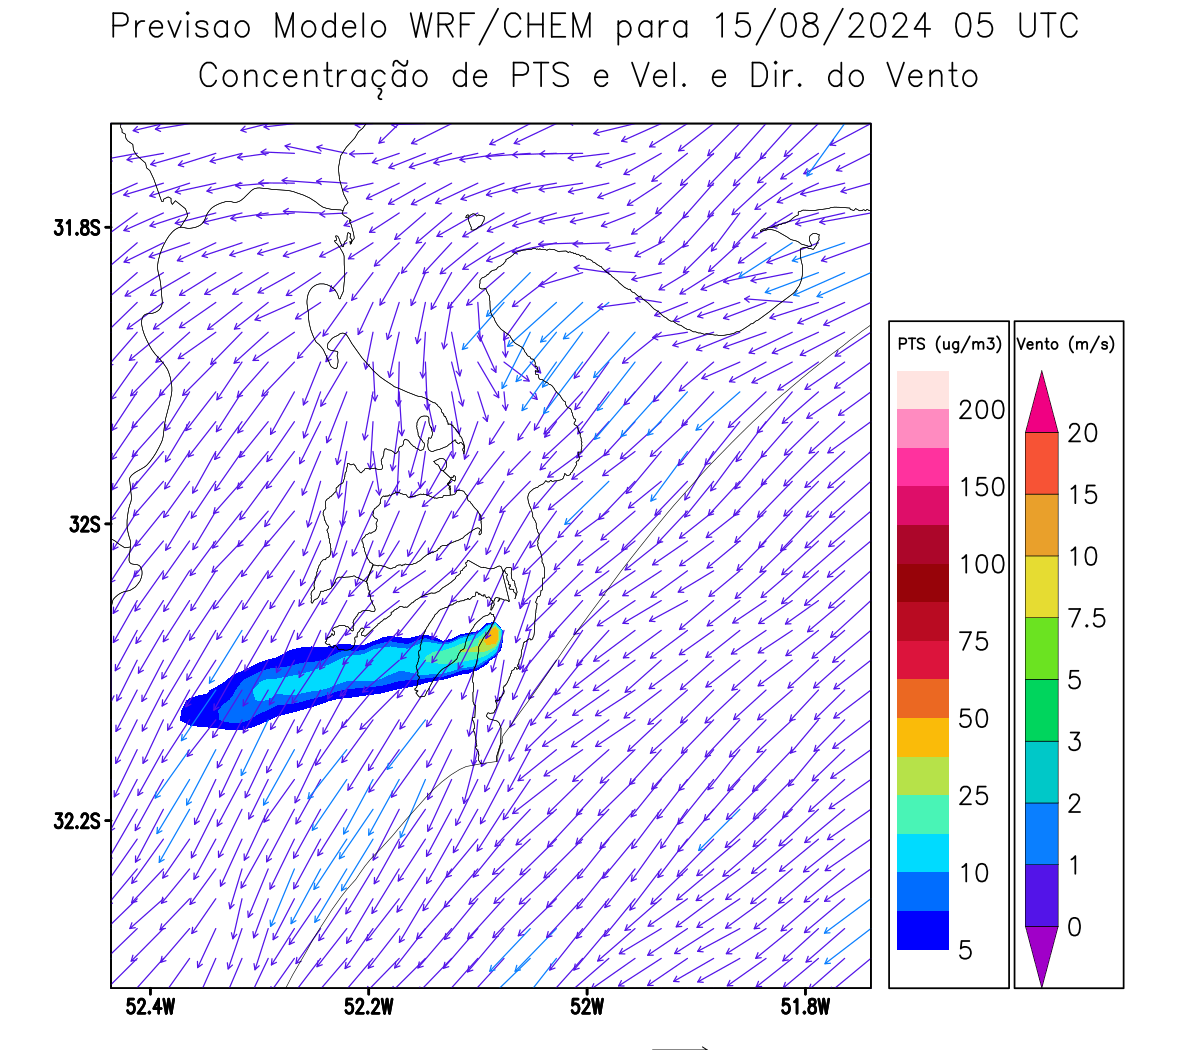 Previsao Modelo WRF/CHEM para 15/08/2024 05 UTC
Concentração de PTS e Vel. e Dir. do Vento
31.8S
32S
32.2S
52.4W
52.2W
52W
51.8W
PTS (ug/m3)
200
150
100
75
50
25
10
5
Vento (m/s)
20
15
10
7.5
5
3
2
1
0